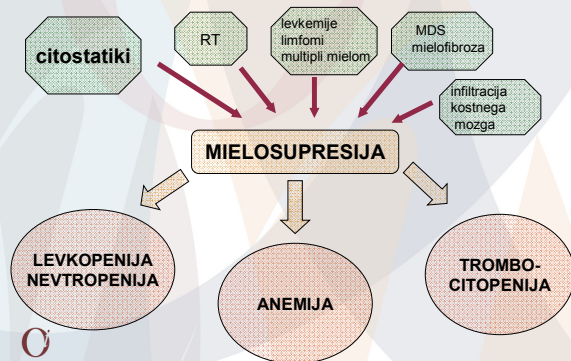 citostatiki
RT
levkemije
limfomi
multipli mielom
MDS
mielofibroza
infiltracija
kostnega
mozga
MIELOSUPRESIJA
LEVKOPENIJA
NEVTROPENIJA
ANEMIJA
TROMBO-
CITOPENIJA